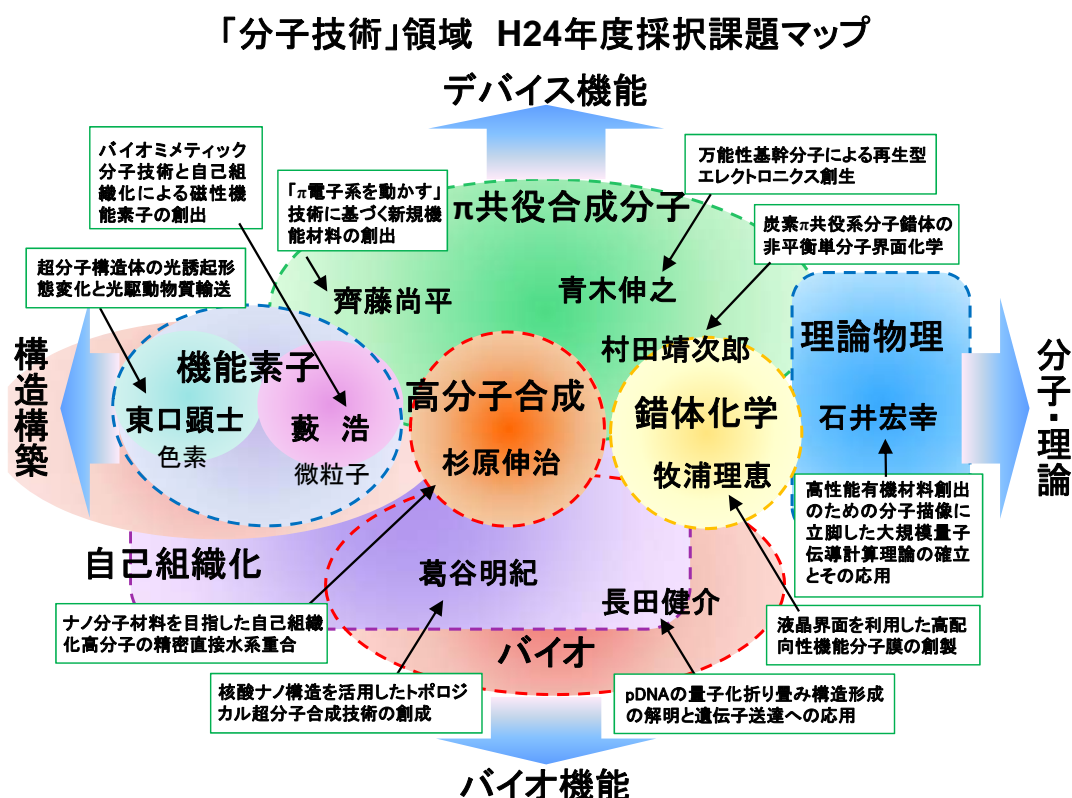 「分子技術」領域 H24年度採択課題マップ
デバイス機能
バイオミメティック
分子技術と自己組
織化による磁性機
能素子の創出
「π電子系を動かす」
技術に基づく新規機
能材料の創出
万能性基幹分子による再生型
エレクトロニクス創生
π共役合成分子
炭素π共役系分子錯体の
非平衡単分子界面化学
超分子構造体の光誘起形
態変化と光駆動物質輸送
齊藤尚平
青木伸之
村田靖次郎
理論物理
構造構築
機能素子
高分子合成
錯体化学
石井宏幸
分子・理論
東口顕士
色素
藪 浩
微粒子
杉原伸治
牧浦理恵
高性能有機材料創出
のための分子描像に
立脚した大規模量子
伝導計算理論の確立
とその応用
自己組織化
葛谷明紀
長田健介
ナノ分子材料を目指した自己組織
化高分子の精密直接水系重合
バイオ
液晶界面を利用した高配
向性機能分子膜の創製
核酸ナノ構造を活用したトポロジ
カル超分子合成技術の創成
pDNAの量子化折り畳み構造形成
の解明と遺伝子送達への応用
バイオ機能